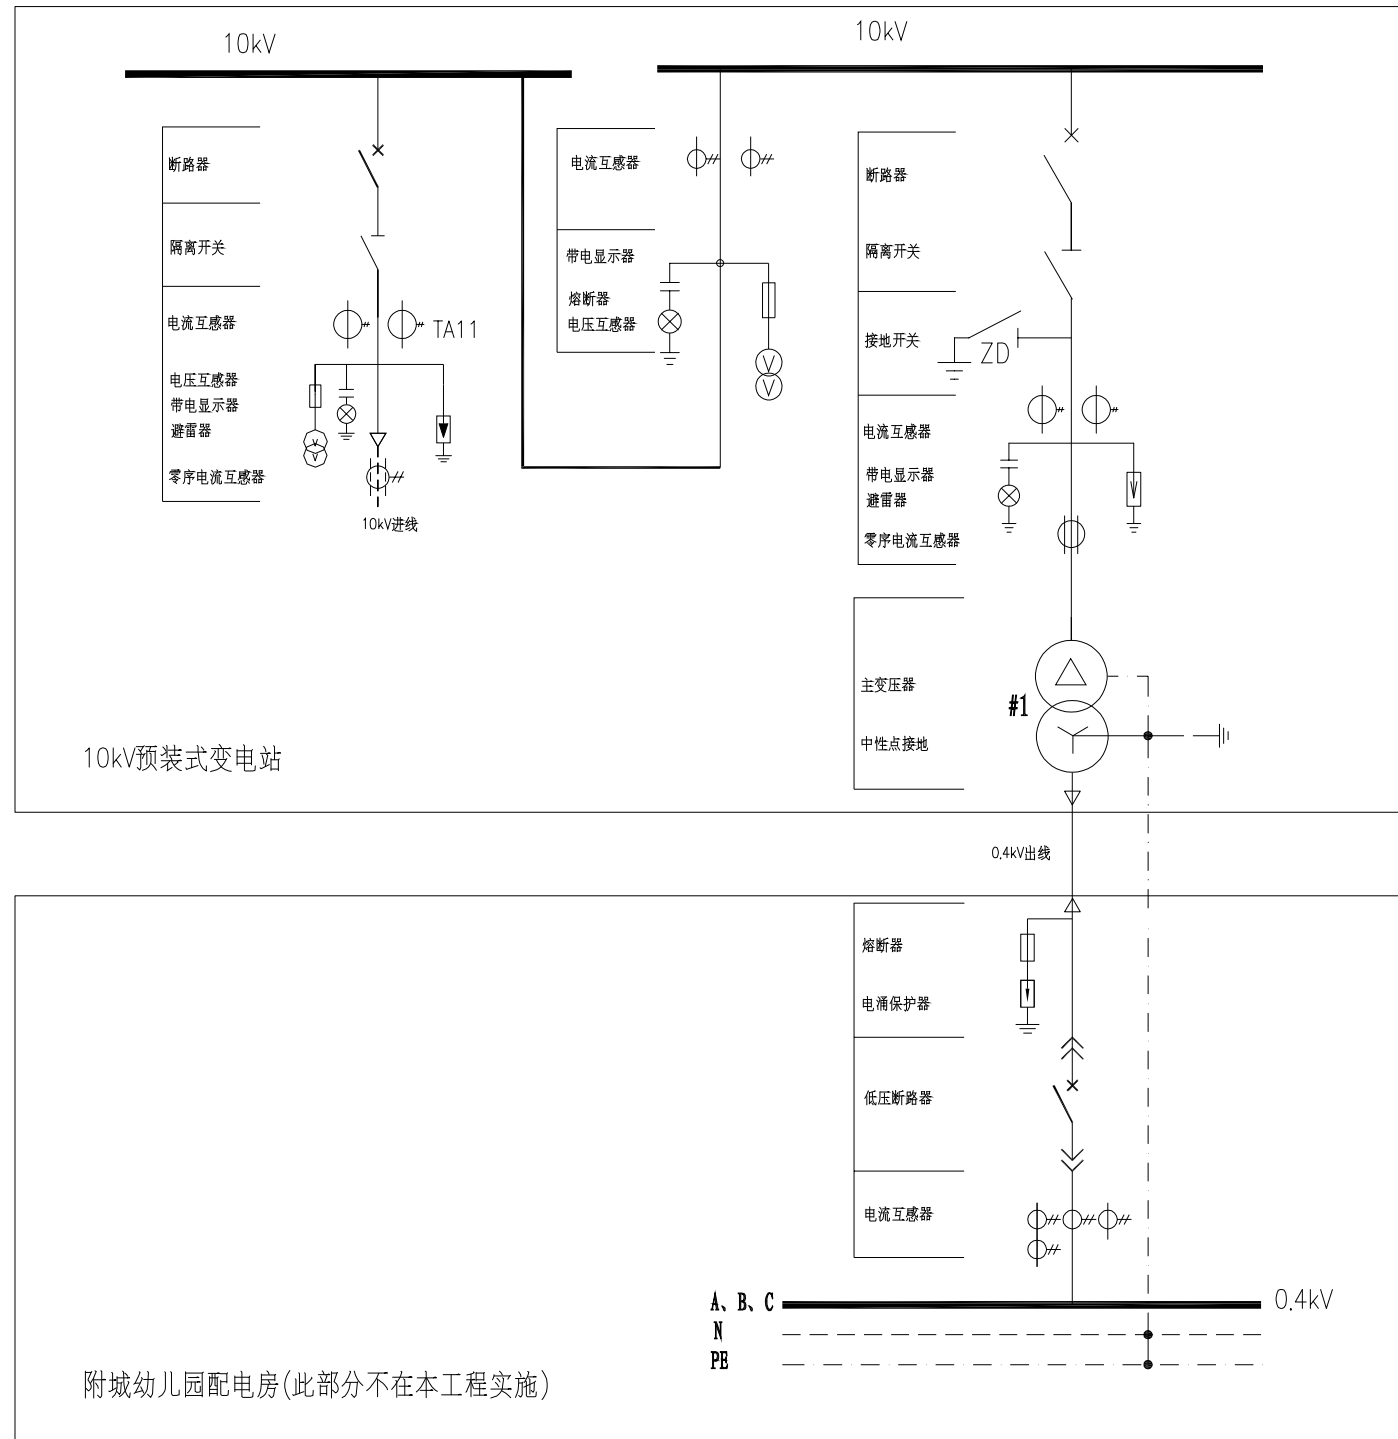 10kV
10kV
断路器
隔离开关
电流互感器
TA11
电压互感器
带电显示器
避雷器
零序电流互感器
V
V
10kV进线
电流互感器
带电显示器
熔断器
电压互感器
V
V
断路器
隔离开关
接地开关
ZD
电流互感器
带电显示器
避雷器
零序电流互感器
主变压器
#1
中性点接地
10kV预装式变电站
0.4kV出线
熔断器
电涌保护器
低压断路器
电流互感器
A、B、C
0.4kV
N
PE
附城幼儿园配电房(此部分不在本工程实施)